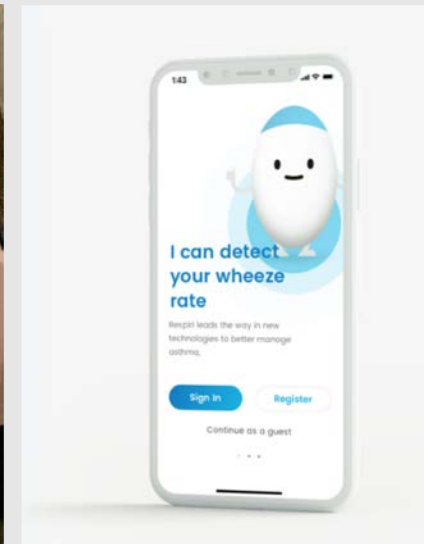 1:43
I can detect
your wheeze
rate
Respiri leads the way in new
technologies to better manage
asthma.
Sign In
Register
Continue as a guest